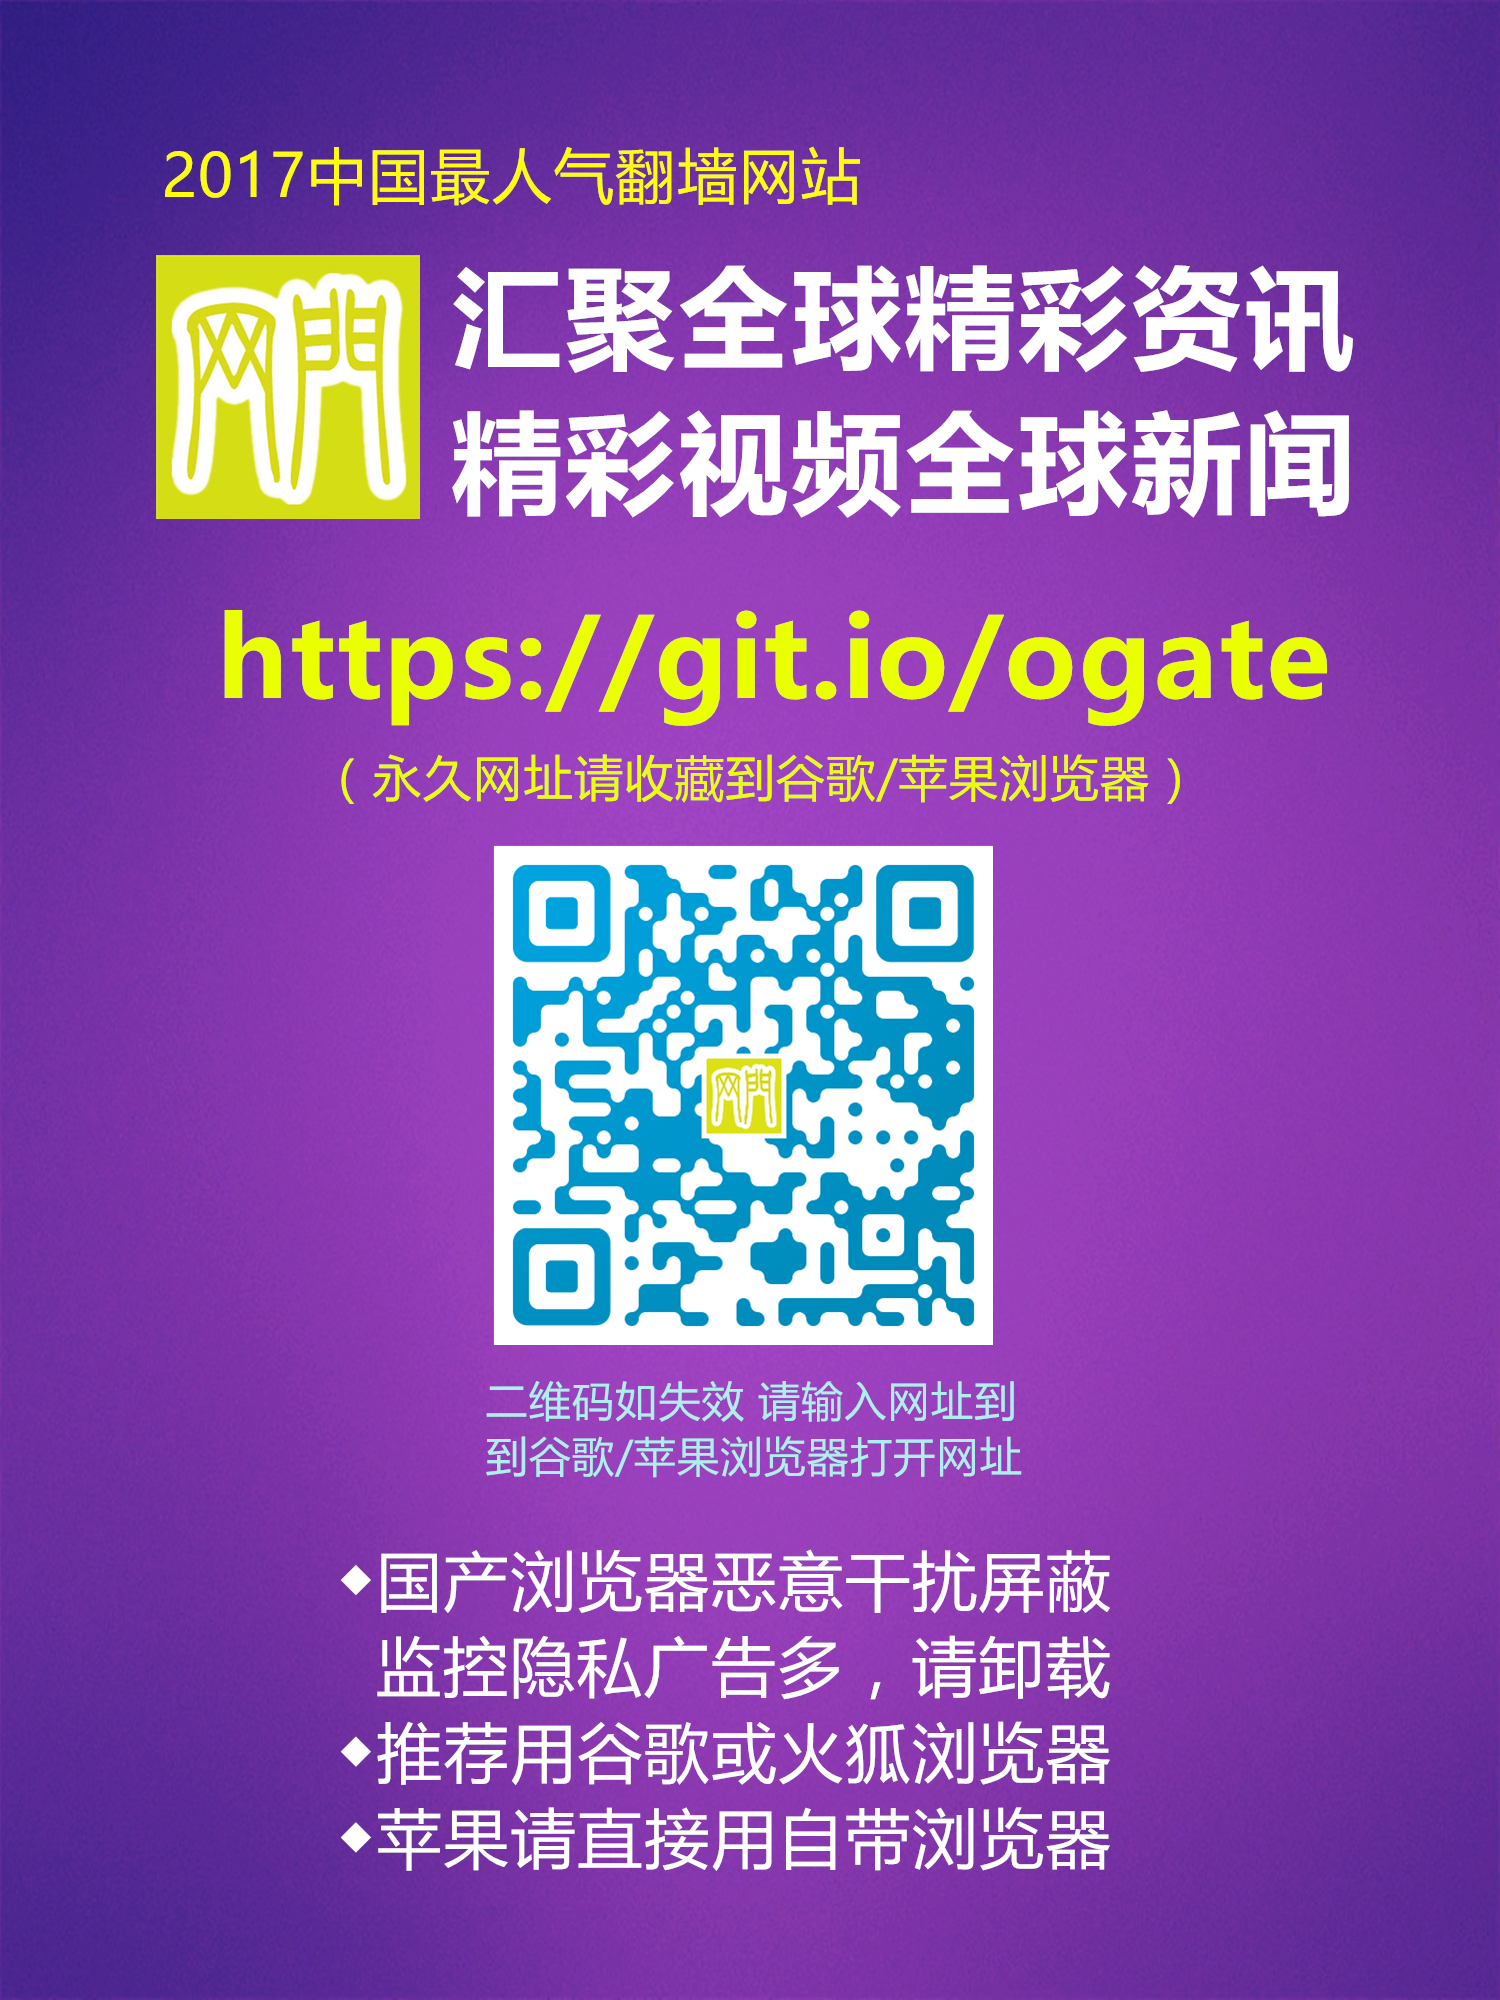 2017中国最人气翻墙网站
网門
汇聚全球精彩资讯
精彩视频全球新闻
https://git.io/ogate
（永久网址请收藏到谷歌/苹果浏览器）
网門
二维码如失效 请输入网址到
到谷歌/苹果浏览器打开网址
◆国产浏览器恶意干扰屏蔽
监控隐私广告多，请卸载
◆推荐用谷歌或火狐浏览器
◆苹果请直接用自带浏览器